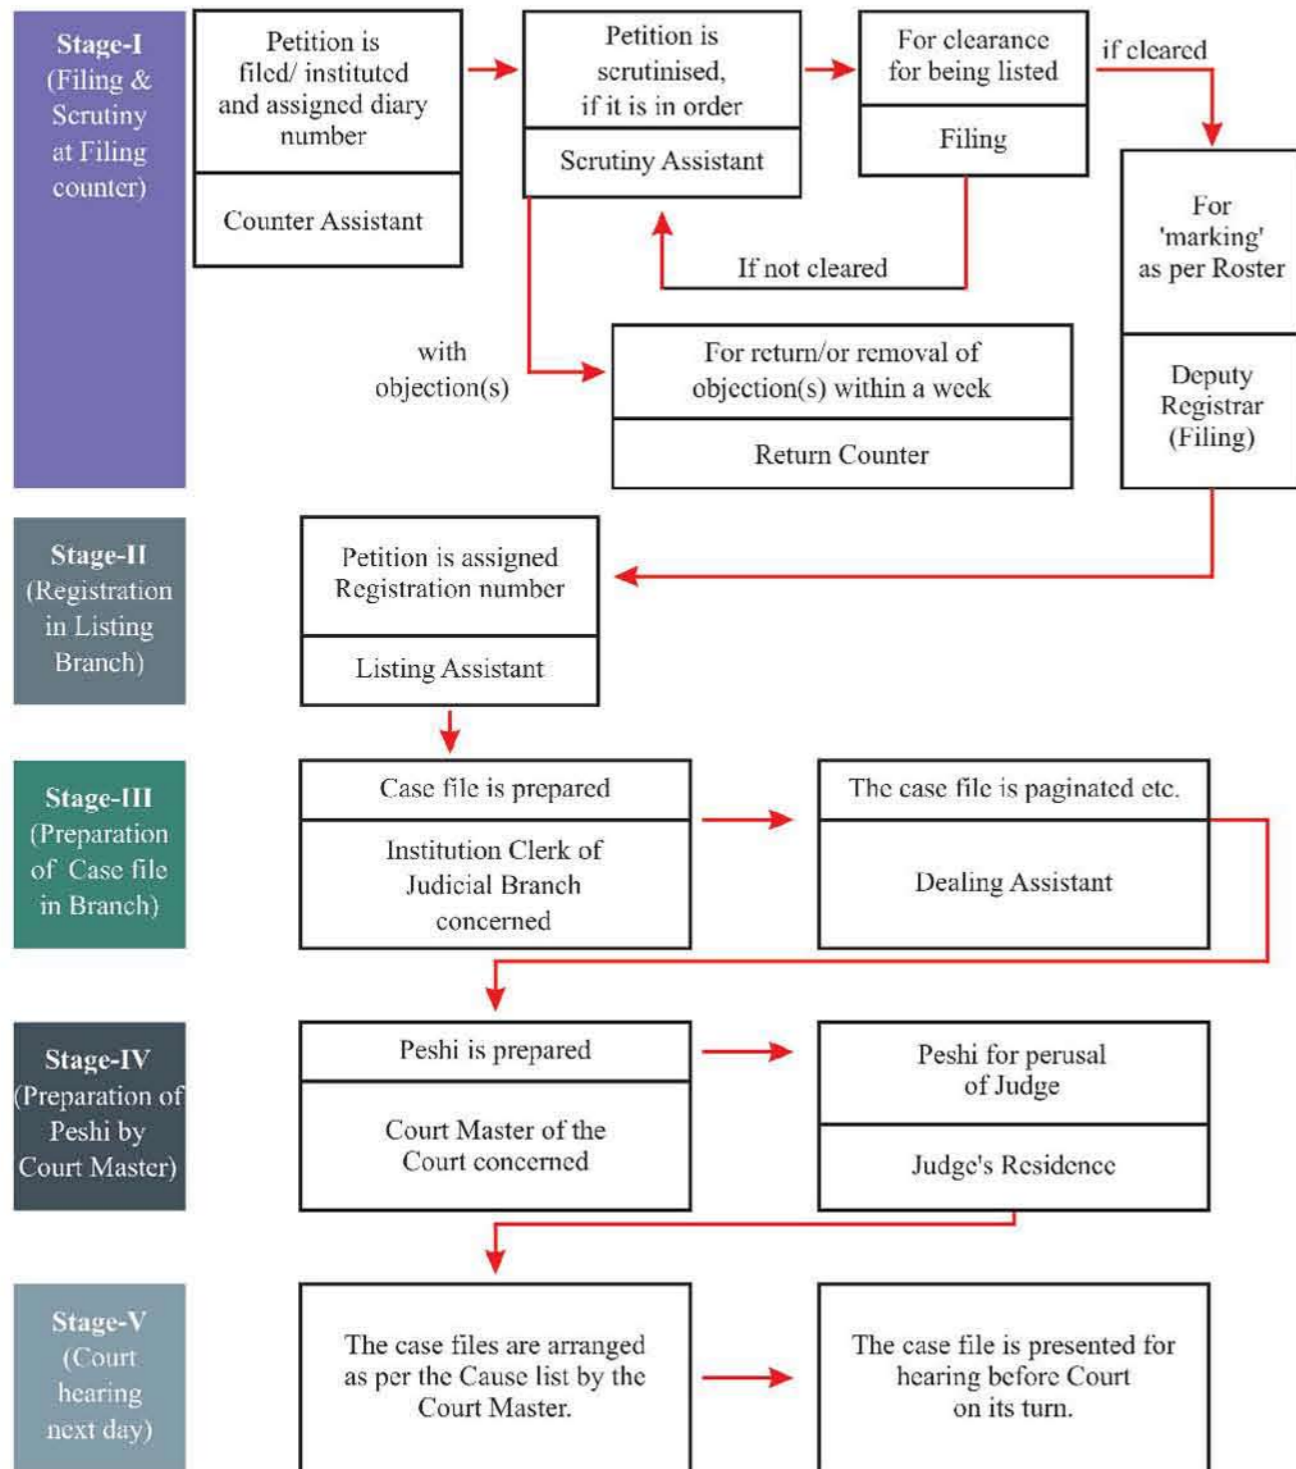 Stage-I
(Filing &
Scrutiny
at Filing
counter)
Petition is
filed/ instituted
and assigned diary
number
Counter Assistant
Petition is
scrutinised,
if it is in order
Scrutiny Assistant
For clearance
for being listed
Filing
if cleared
If not cleared
For
'marking'
as per Roster
Deputy
Registrar
(Filing)
with
objection(s)
For return/or removal of
objection(s) within a week
Return Counter
Stage-II
(Registration
in Listing
Branch)
Petition is assigned
Registration number
Listing Assistant
Stage-III
(Preparation
of Case file
in Branch)
Case file is prepared
Institution Clerk of
Judicial Branch
concerned
The case file is paginated etc.
Dealing Assistant
Stage-IV
(Preparation of
Peshi by
Court Master)
Peshi is prepared
Court Master of the
Court concerned
Peshi for perusal
of Judge
Judge's Residence
Stage-V
(Court
hearing
next day)
The case files are arranged
as per the Cause list by the
Court Master.
The case file is presented for
hearing before Court
on its turn.